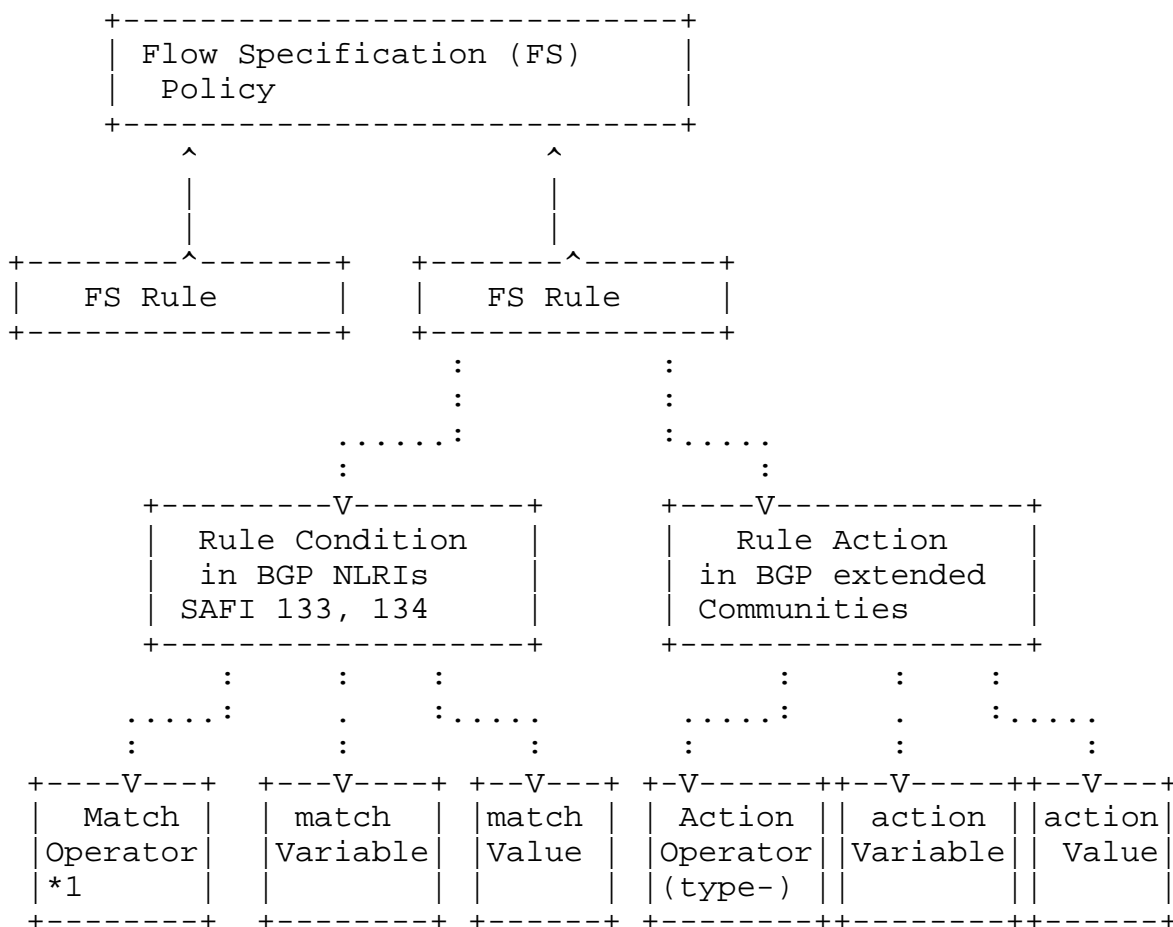 Flow Specification (FS)
Policy
FS Rule
FS Rule
Rule Condition
in BGP NLRIs
SAFI 133, 134
Rule Action
in BGP extended
Communities
Match
Operator
*1
match
Variable
match
Value
Action
Operator
(type-)
action
Variable
action
Value